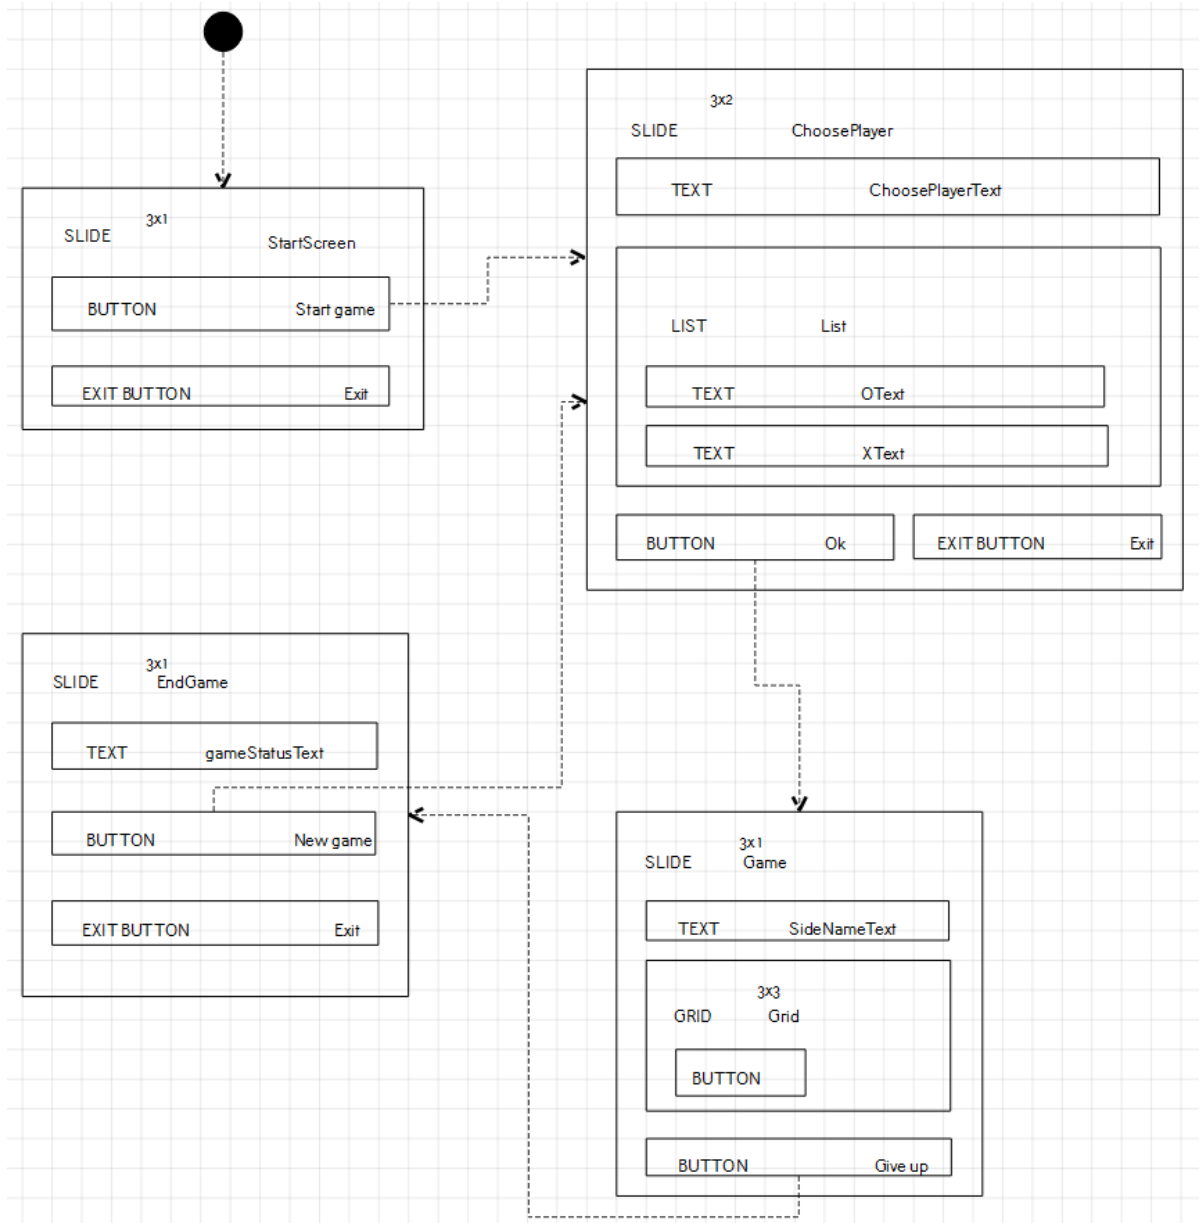 3x1
SLIDE StartScreen
BUTTON Start game
EXIT BUTTON Exit
3x2
SLIDE ChoosePlayer
TEXT ChoosePlayerText
LIST List
TEXT OText
TEXT XText
BUTTON Ok EXIT BUTTON Exit
3x1
SLIDE EndGame
TEXT gameStatusText
BUTTON New game
EXIT BUTTON Exit
3x1
SLIDE Game
TEXT SideNameText
3x3
GRID Grid
BUTTON
BUTTON Give up